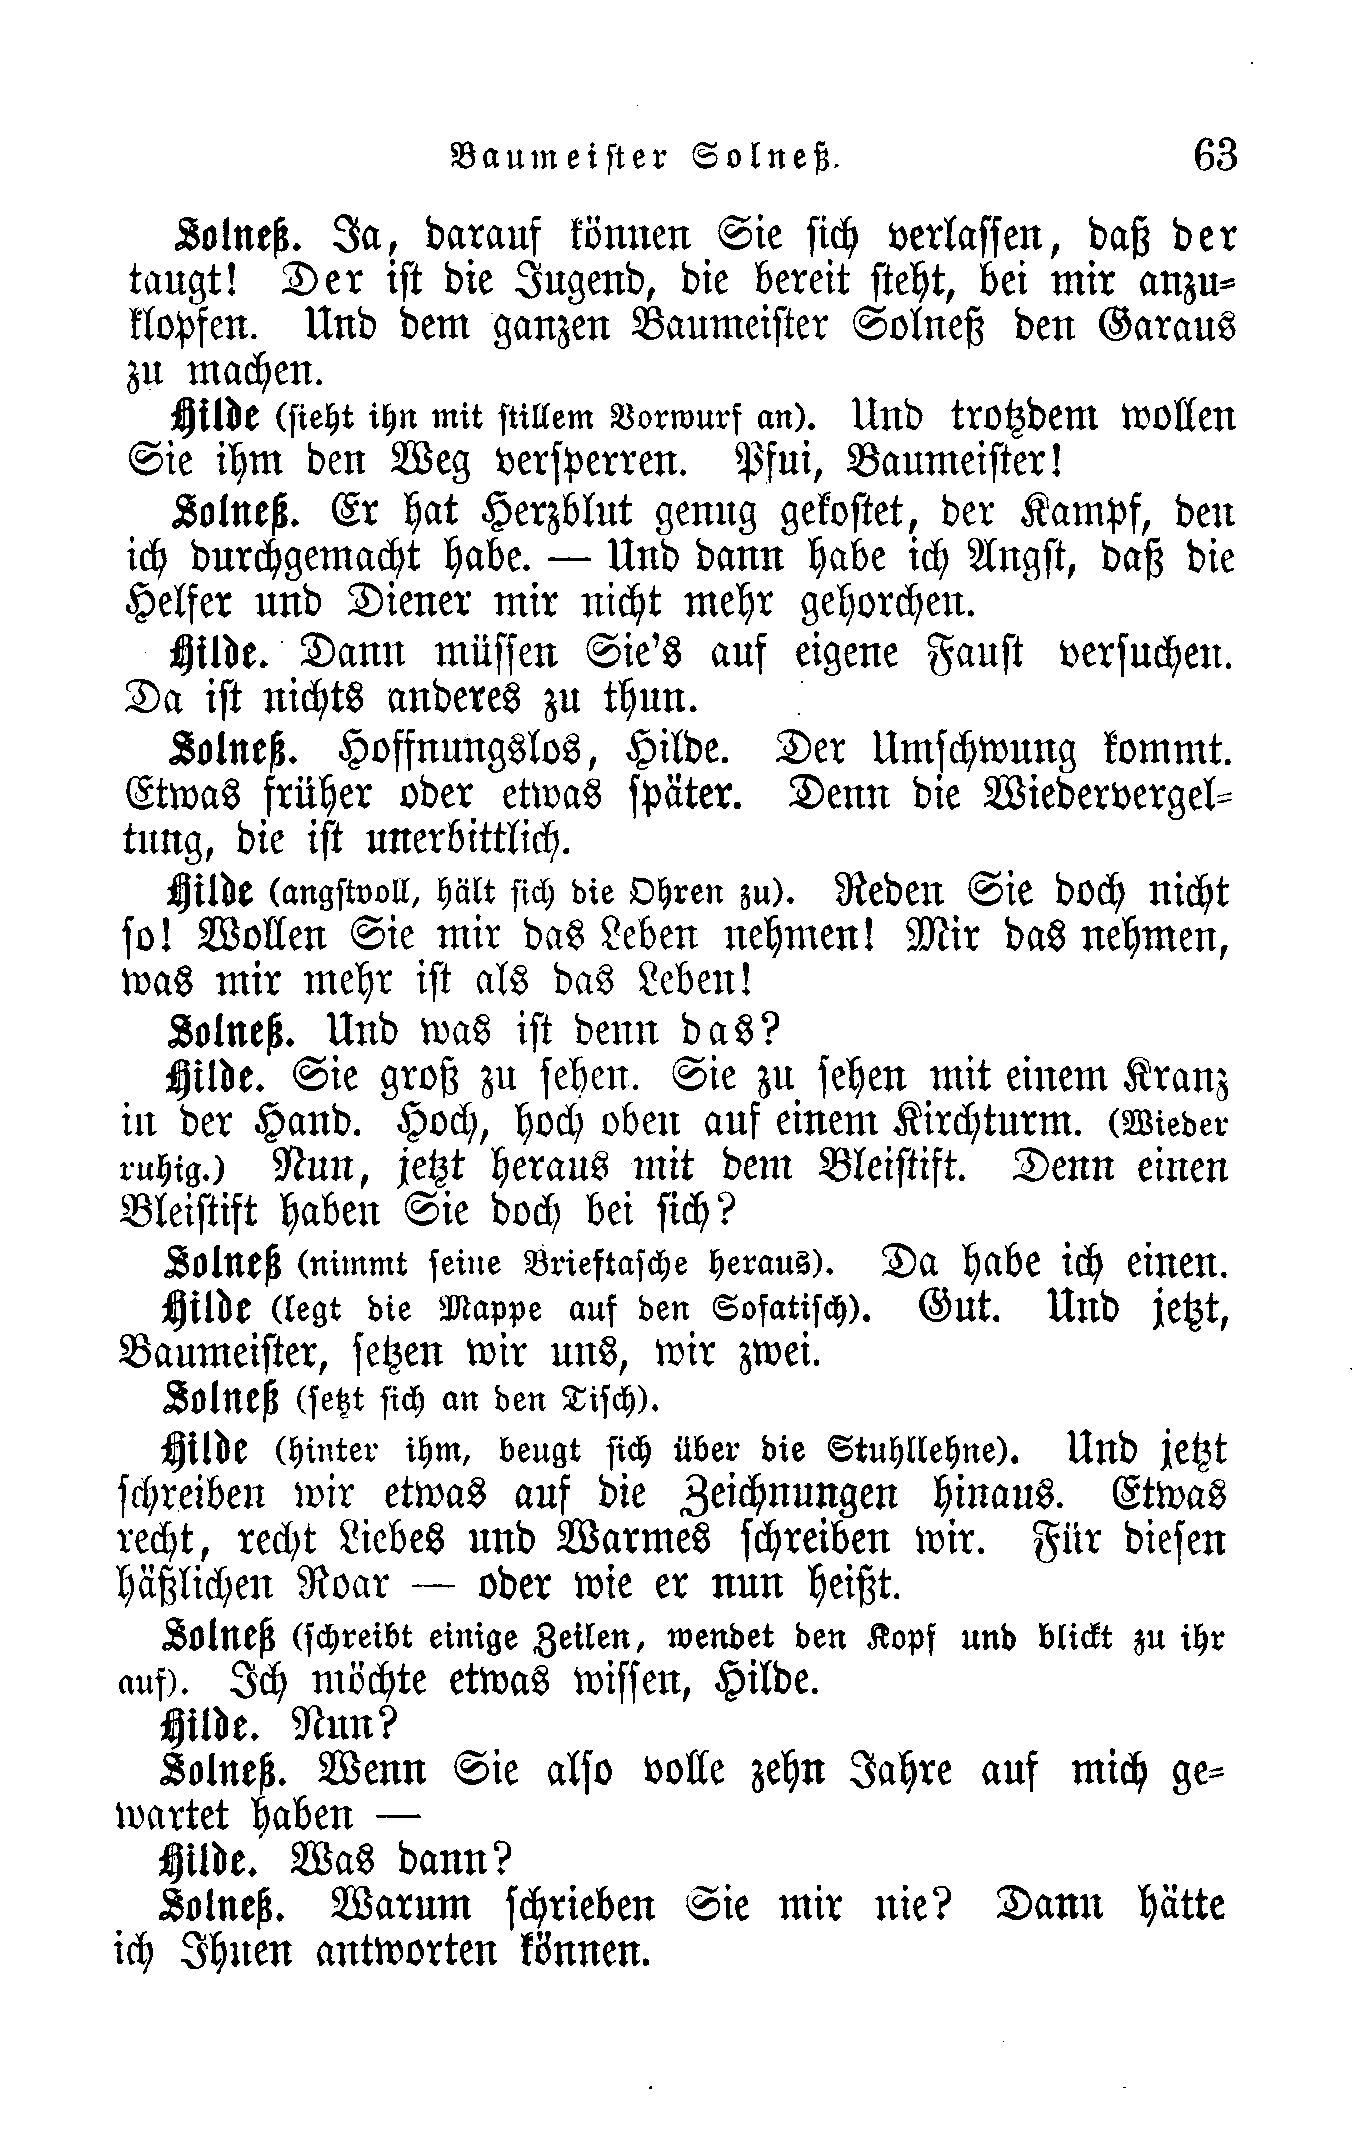 Baumeister Solneß. 63
Solneß. Ja, darauf können Sie sich verlassen, daß der
taugt! Der ist die Jugend, die bereit steht, bei mir anzu-
klopfen. Und dem ganzen Baumeister Solneß den Garaus
zu machen.
Hilde (sieht ihn mit stillem Vorwurf an). Und trotzdem wollen
Sie ihm den Weg versperren. Pfui, Baumeister!
Solneß. Er hat Herzblut genug gekostet, der Kampf, den
ich durchgemacht habe. — Und dann habe ich Angst, daß die
Helfer und Diener mir nicht mehr gehorchen.
Hilde. Dann müssen Sie's auf eigene Faust versuchen.
Da ist nichts anderes zu thun.
Solneß. Hoffnungslos, Hilde. Der Umschwung kommt.
Etwas früher oder etwas später. Denn die Wiedervergel-
tung, die ist unerbittlich.
Hilde (angstvoll, hält sich die Ohren zu). Reden Sie doch nicht
so! Wollen Sie mir das Leben nehmen! Mir das nehmen,
was mir mehr ist als das Leben!
Solneß. Und was ist denn das?
Hilde. Sie groß zu sehen. Sie zu sehen mit einem Kranz
in der Hand. Hoch, hoch oben auf einem Kirchturm. (Wieder
ruhig.) Nun, jetzt heraus mit dem Bleistift. Denn einen
Bleistift haben Sie doch bei sich?
Solneß (nimmt seine Brieftasche heraus). Da habe ich einen.
Hilde (legt die Mappe auf den Sofatisch). Gut. Und jetzt,
Baumeister, setzen wir uns, wir zwei.
Solneß (setzt sich an den Tisch).
Hilde (hinter ihm, beugt sich über die Stuhllehne). Und jetzt
schreiben wir etwas auf die Zeichnungen hinaus. Etwas
recht, recht Liebes und Warmes schreiben wir. Für diesen
häßlichen Roar — oder wie er nun heißt.
Solneß (schreibt einige Zeilen, wendet den Kopf und blickt zu ihr
auf). Ich möchte etwas wissen, Hilde.
Hilde. Nun?
Solneß. Wenn Sie also volle zehn Jahre auf mich ge-
wartet haben —
Hilde. Was dann?
Solneß. Warum schrieben Sie mir nie? Dann hätte
ich Ihnen antworten können.